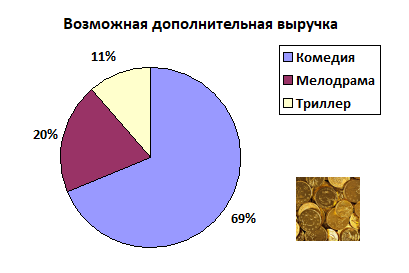 Возможная дополнительная выручка
11%
20%
69%
Комедия
Мелодрама
Триллер